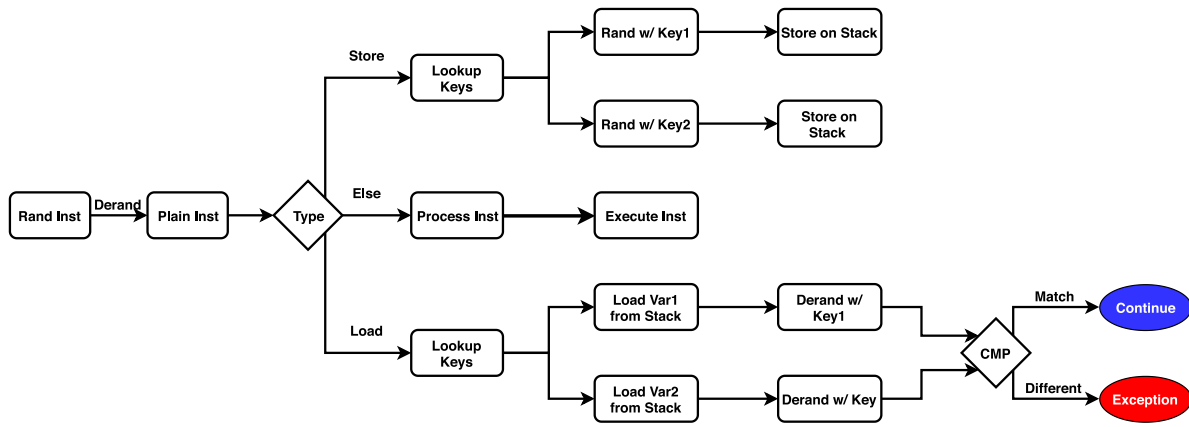 Rand w/ Key1
Store on Stack
Store
Lookup
Keys
Rand w/ Key2
Store on
Stack
Rand Inst
Derand
Plain Inst
Type
Else
Process Inst
Execute Inst
Load
Lookup
Keys
Load Var1
from Stack
Derand w/
Key1
Load Var2
from Stack
Derand w/ Key
CMP
Match
Continue
Different
Exception